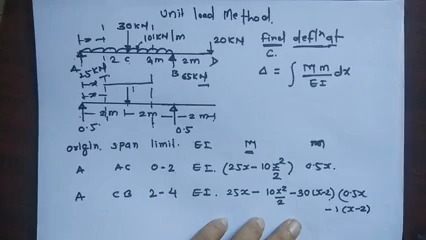 Unit load Method.
30KN
10KN/m
20KN
find deflⁿ at C.
x
2 C 2m 2m
A B D
25KN 65KN
Δ = ∫ Mm/EI dx
x
1
2m 2m 2m
0.5 0.5
origin. span limit. EI M m
A AC 0-2 EI. (25x-10x²/2) 0.5x.
A CB 2-4 EI. 25x - 10x²/2 - 30(x-2) (0.5x
-1(x-2)